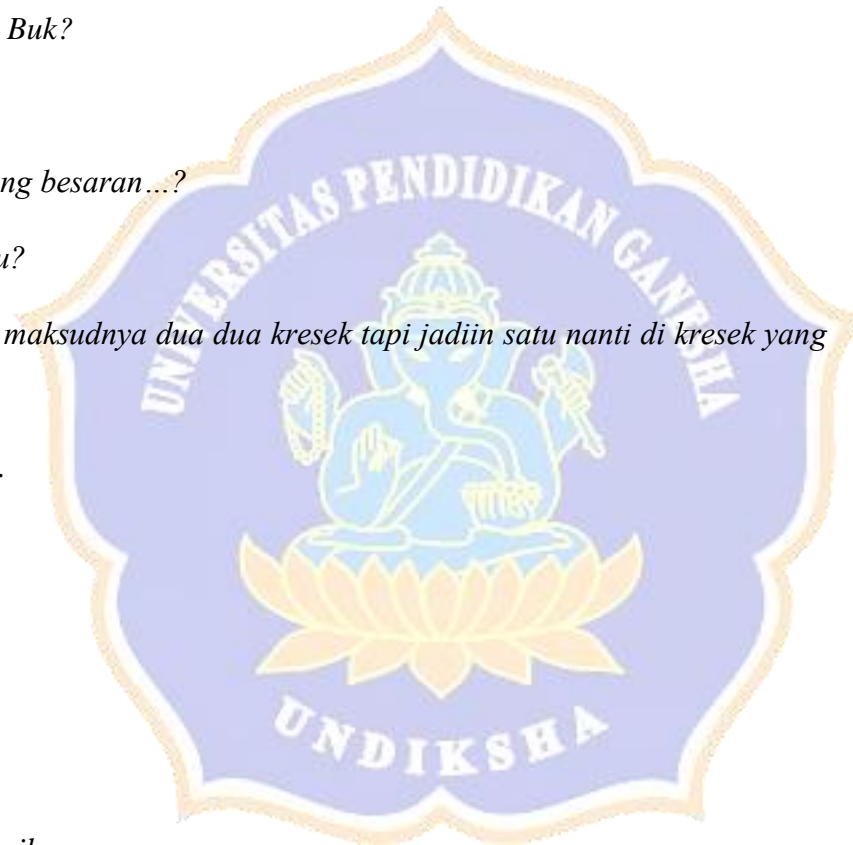 Buk?
ng besaran…?
u?
maksudnya dua dua kresek tapi jadiin satu nanti di kresek yang
.
UNIVERSITAS PENDIDIKAN GANESHA
UNDIKSHA